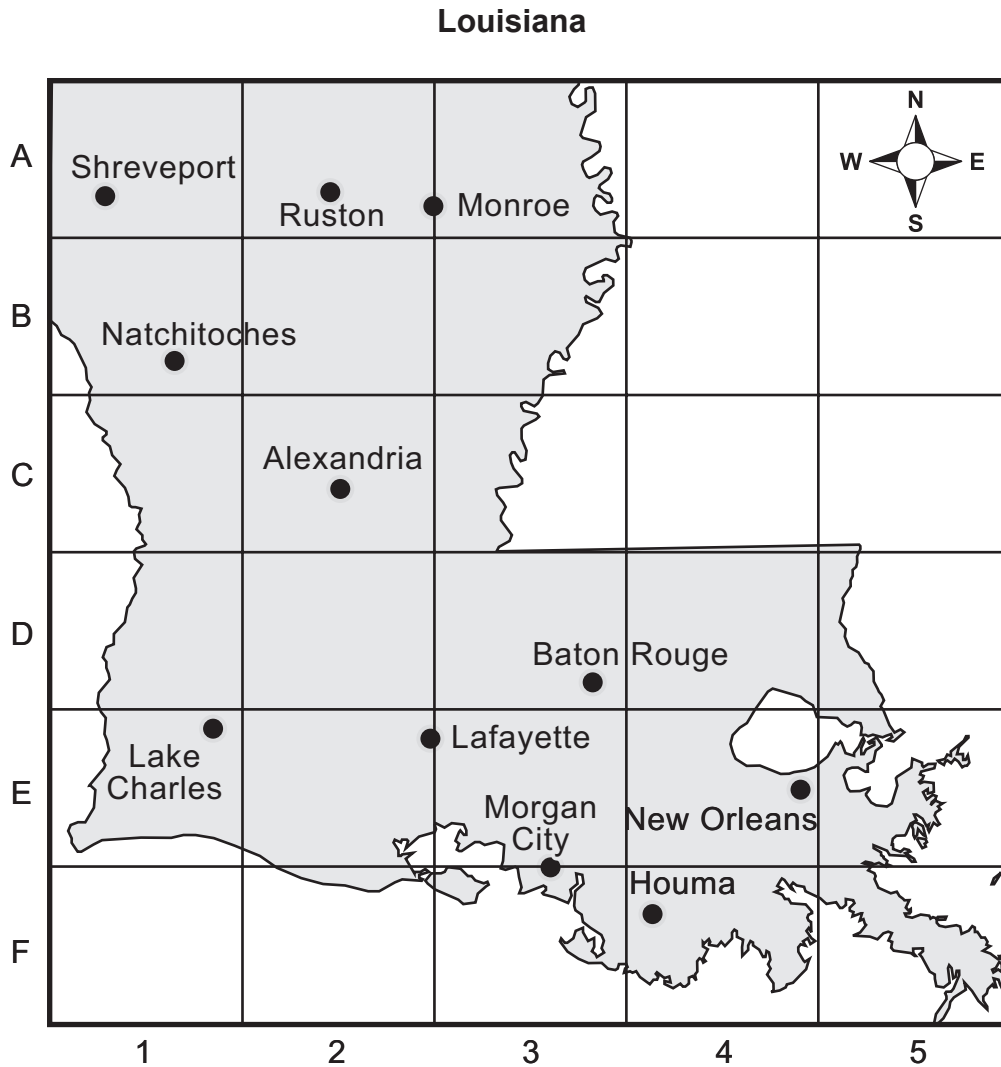 Louisiana
N
W E
S
A
Shreveport
Ruston
Monroe
B
Natchitoches
C
Alexandria
D
Baton Rouge
E
Lake
Charles
Lafayette
Morgan
City
New Orleans
Houma
F
1 2 3 4 5